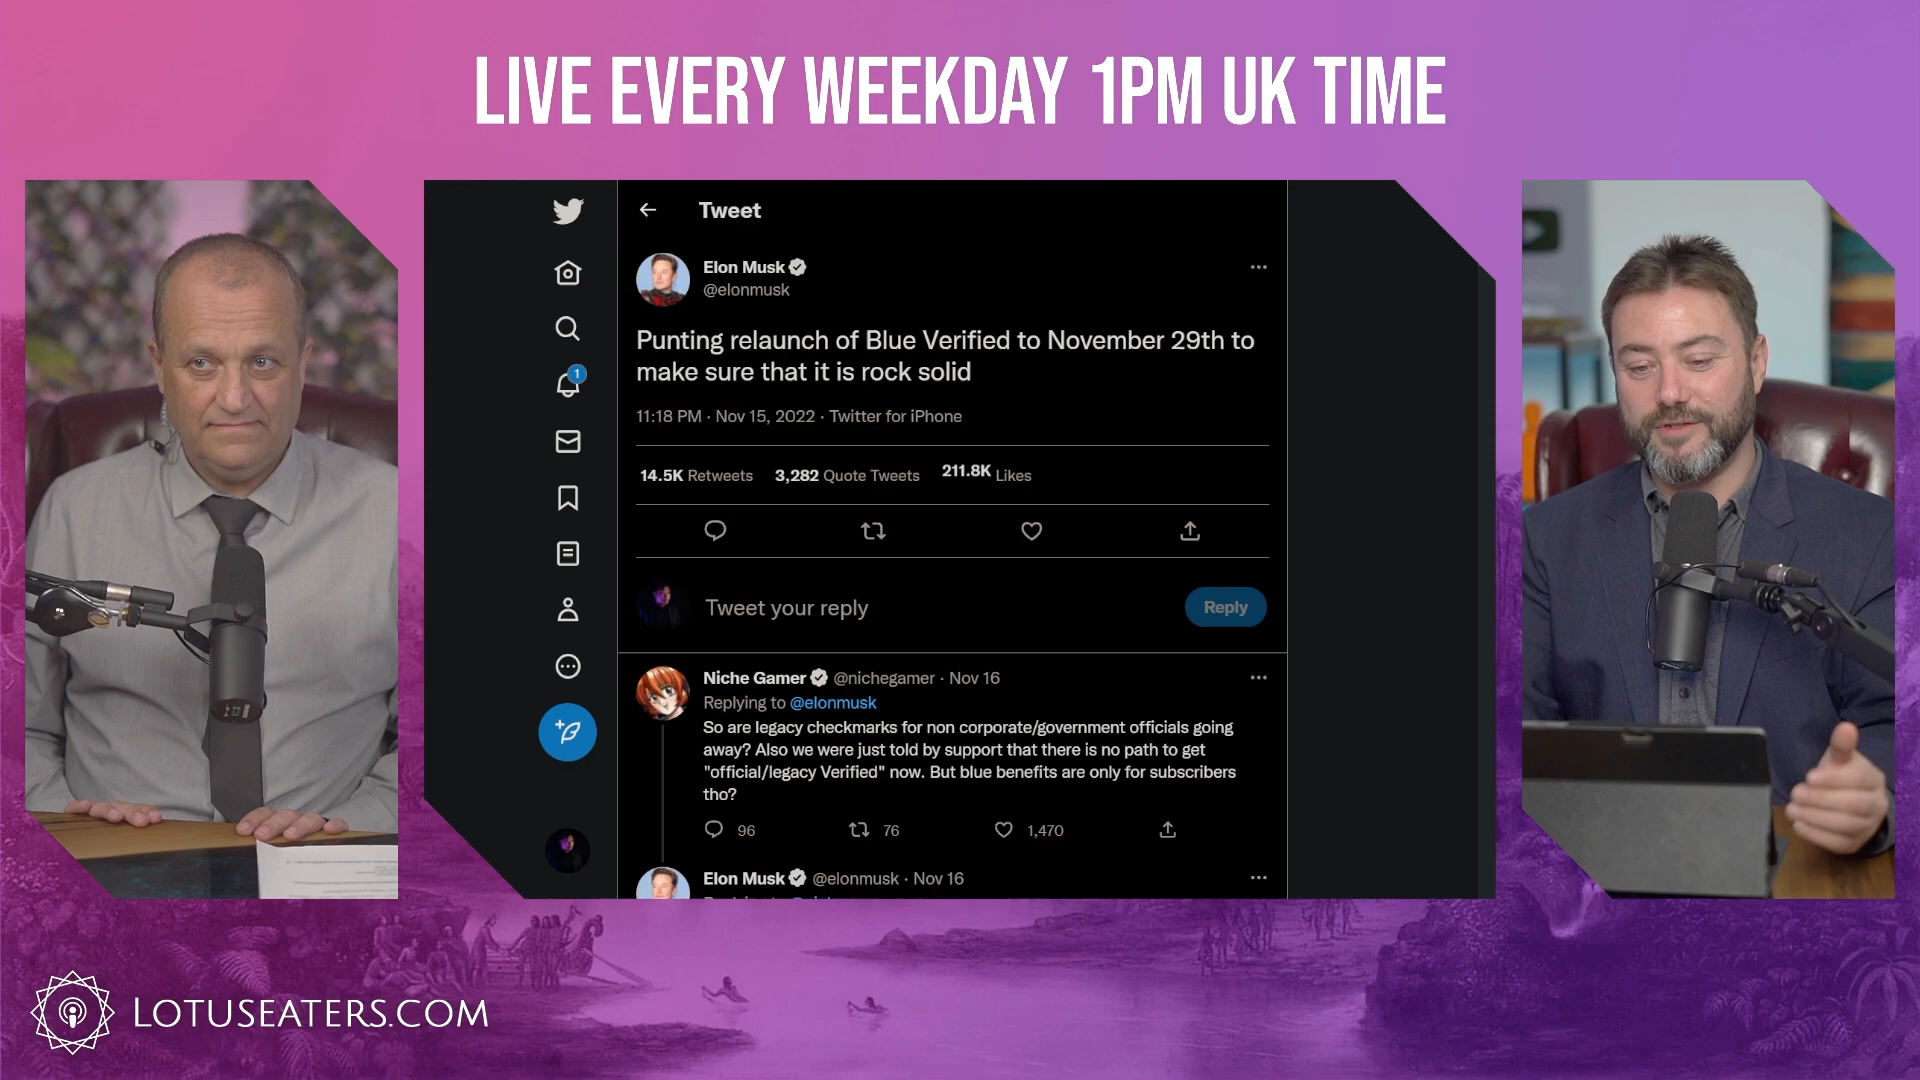 LIVE EVERY WEEKDAY 1PM UK TIME
Tweet
Elon Musk
@elonmusk
Punting relaunch of Blue Verified to November 29th to
make sure that it is rock solid
11:18 PM · Nov 15, 2022 · Twitter for iPhone
14.5K Retweets 3,282 Quote Tweets 211.8K Likes
1
Tweet your reply
Reply
Niche Gamer @nichegamer · Nov 16
Replying to @elonmusk
So are legacy checkmarks for non corporate/government officials going
away? Also we were just told by support that there is no path to get
"official/legacy Verified" now. But blue benefits are only for subscribers
tho?
96 76 1,470
Elon Musk @elonmusk · Nov 16
LOTUSEATERS.COM